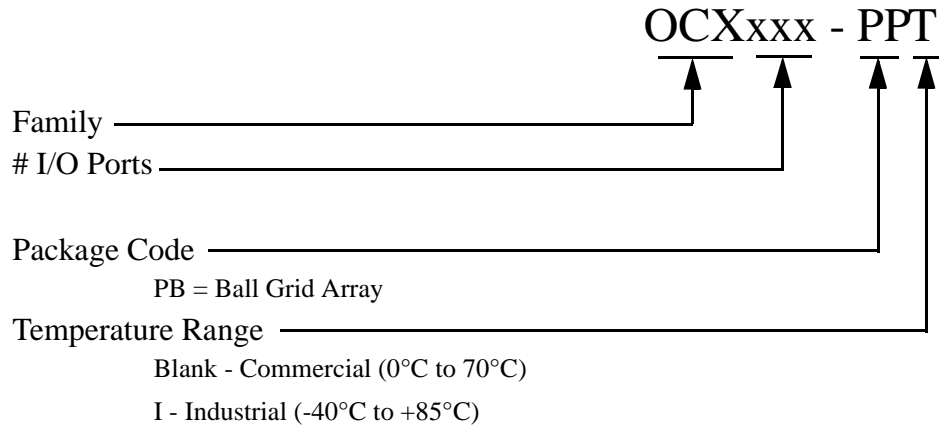 OCXxxx - PPT
Family
# I/O Ports
Package Code
PB = Ball Grid Array
Temperature Range
Blank - Commercial (0°C to 70°C)
I - Industrial (-40°C to +85°C)